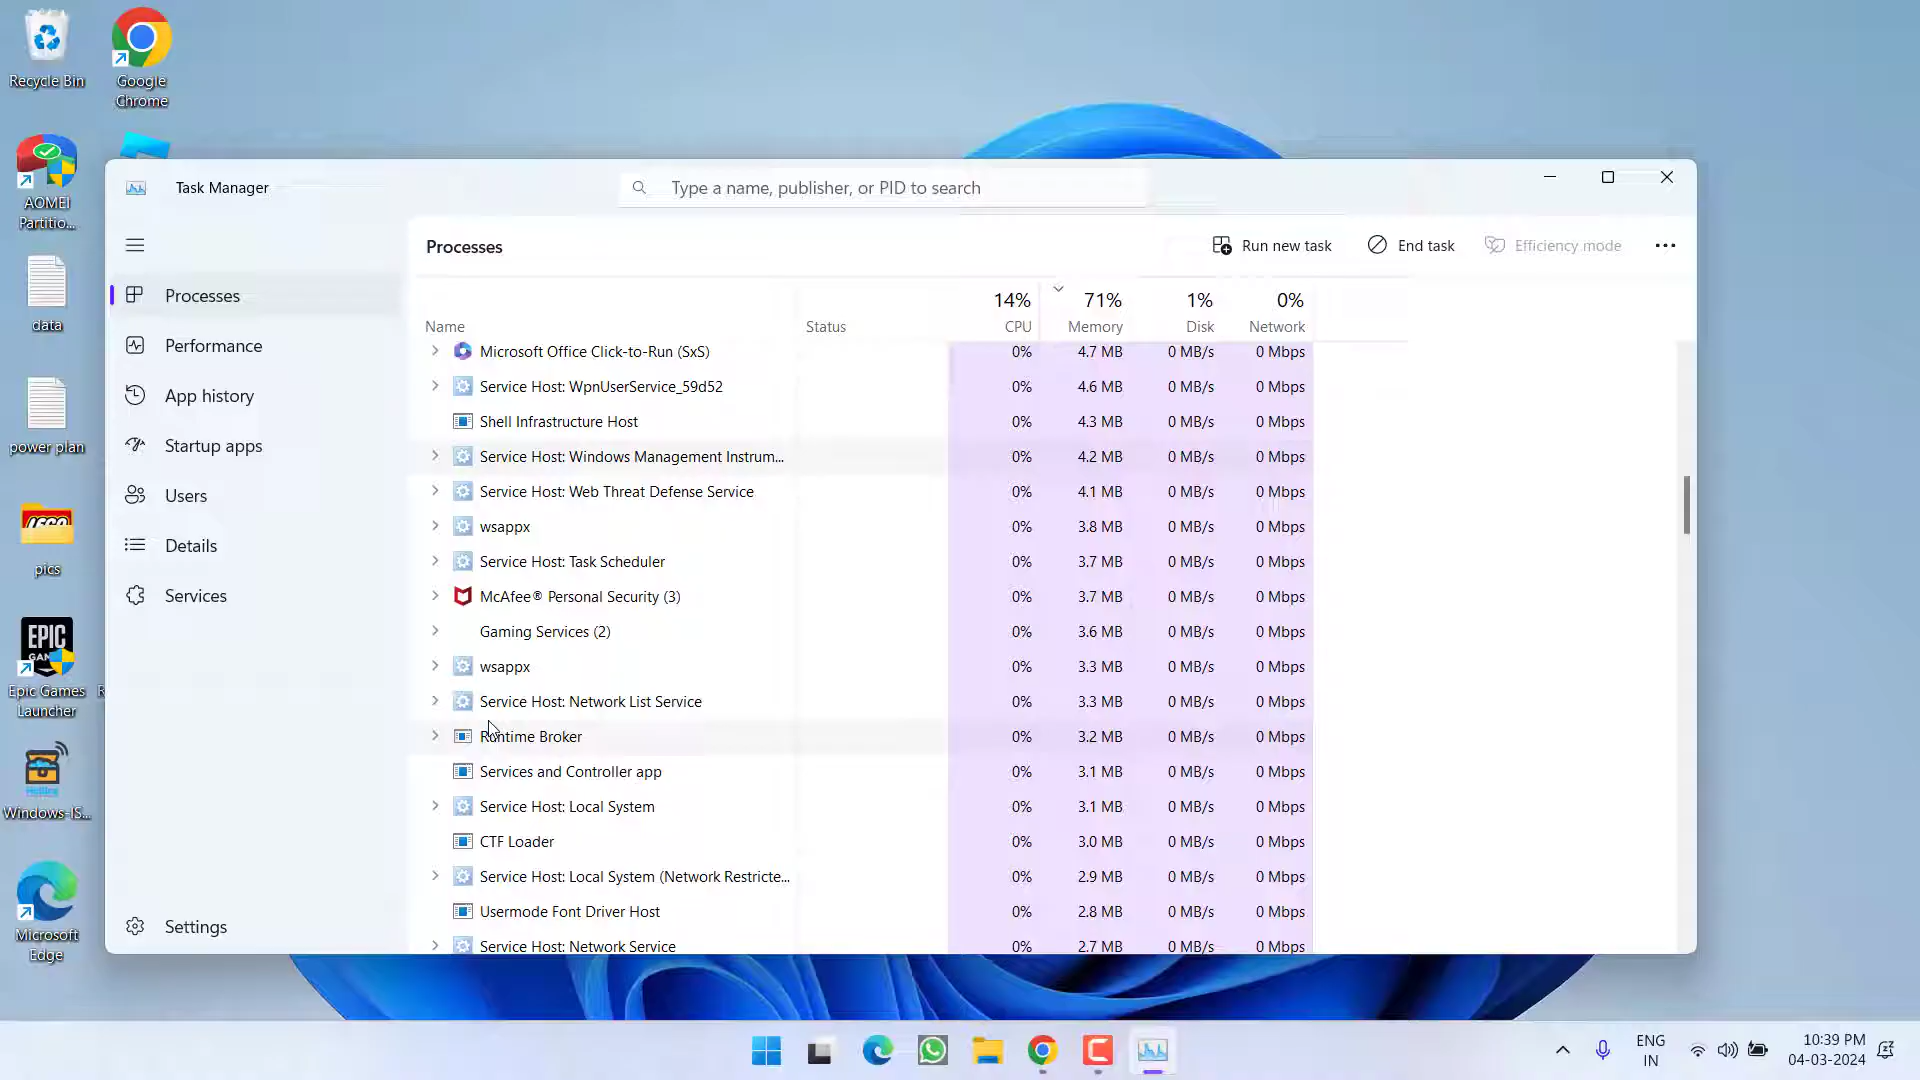 Recycle Bin
Google
Chrome
AOMEI
Partitio...
data
power plan
LEGO
pics
EPIC
Epic Games
Launcher
Windows-IS...
Microsoft
Edge
Task Manager
Type a name, publisher, or PID to search
Processes
Performance
App history
Startup apps
Users
Details
Services
Settings
Processes
Run new task
End task
Efficiency mode
14% 71% 1% 0%
Name Status CPU Memory Disk Network
Microsoft Office Click-to-Run (SxS) 0% 4.7 MB 0 MB/s 0 Mbps
Service Host: WpnUserService_59d52 0% 4.6 MB 0 MB/s 0 Mbps
Shell Infrastructure Host 0% 4.3 MB 0 MB/s 0 Mbps
Service Host: Windows Management Instrum... 0% 4.2 MB 0 MB/s 0 Mbps
Service Host: Web Threat Defense Service 0% 4.1 MB 0 MB/s 0 Mbps
wsappx 0% 3.8 MB 0 MB/s 0 Mbps
Service Host: Task Scheduler 0% 3.7 MB 0 MB/s 0 Mbps
McAfee® Personal Security (3) 0% 3.7 MB 0 MB/s 0 Mbps
Gaming Services (2) 0% 3.6 MB 0 MB/s 0 Mbps
wsappx 0% 3.3 MB 0 MB/s 0 Mbps
Service Host: Network List Service 0% 3.3 MB 0 MB/s 0 Mbps
Runtime Broker 0% 3.2 MB 0 MB/s 0 Mbps
Services and Controller app 0% 3.1 MB 0 MB/s 0 Mbps
Service Host: Local System 0% 3.1 MB 0 MB/s 0 Mbps
CTF Loader 0% 3.0 MB 0 MB/s 0 Mbps
Service Host: Local System (Network Restricte... 0% 2.9 MB 0 MB/s 0 Mbps
Usermode Font Driver Host 0% 2.8 MB 0 MB/s 0 Mbps
Service Host: Network Service 0% 2.7 MB 0 MB/s 0 Mbps
ENG
IN
10:39 PM
04-03-2024